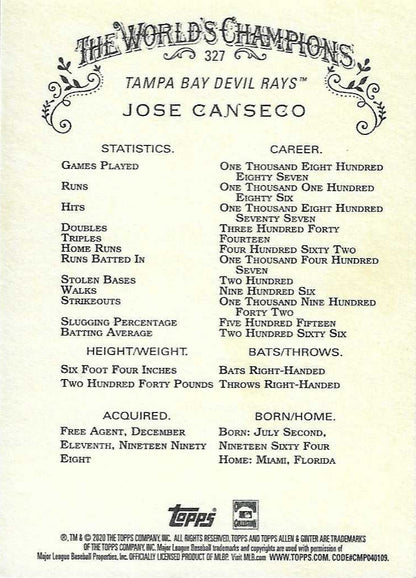 THE WORLD'S CHAMPIONS
327
TAMPA BAY DEVIL RAYS™
JOSE CANSECO
STATISTICS. CAREER.
GAMES PLAYED ONE THOUSAND EIGHT HUNDRED
EIGHTY SEVEN
RUNS ONE THOUSAND ONE HUNDRED
EIGHTY SIX
HITS ONE THOUSAND EIGHT HUNDRED
SEVENTY SEVEN
DOUBLES THREE HUNDRED FORTY
TRIPLES FOURTEEN
HOME RUNS FOUR HUNDRED SIXTY TWO
RUNS BATTED IN ONE THOUSAND FOUR HUNDRED
SEVEN
STOLEN BASES TWO HUNDRED
WALKS NINE HUNDRED SIX
STRIKEOUTS ONE THOUSAND NINE HUNDRED
FORTY TWO
SLUGGING PERCENTAGE FIVE HUNDRED FIFTEEN
BATTING AVERAGE TWO HUNDRED SIXTY SIX
HEIGHT/WEIGHT. BATS/THROWS.
SIX FOOT FOUR INCHES BATS RIGHT-HANDED
TWO HUNDRED FORTY POUNDS THROWS RIGHT-HANDED
ACQUIRED. BORN/HOME.
FREE AGENT, DECEMBER BORN: JULY SECOND,
ELEVENTH, NINETEEN NINETY NINETEEN SIXTY FOUR
EIGHT HOME: MIAMI, FLORIDA
Topps
®, TM & © 2020 THE TOPPS COMPANY, INC. ALL RIGHTS RESERVED. TOPPS AND TOPPS ALLEN & GINTER ARE TRADEMARKS
OF THE TOPPS COMPANY, INC. Major League Baseball trademarks and copyrights are used with permission of
Major League Baseball Properties, Inc. OFFICIALLY LICENSED PRODUCT OF MLBP. Visit MLB.com WWW.TOPPS.COM. CODE#CMP040109.